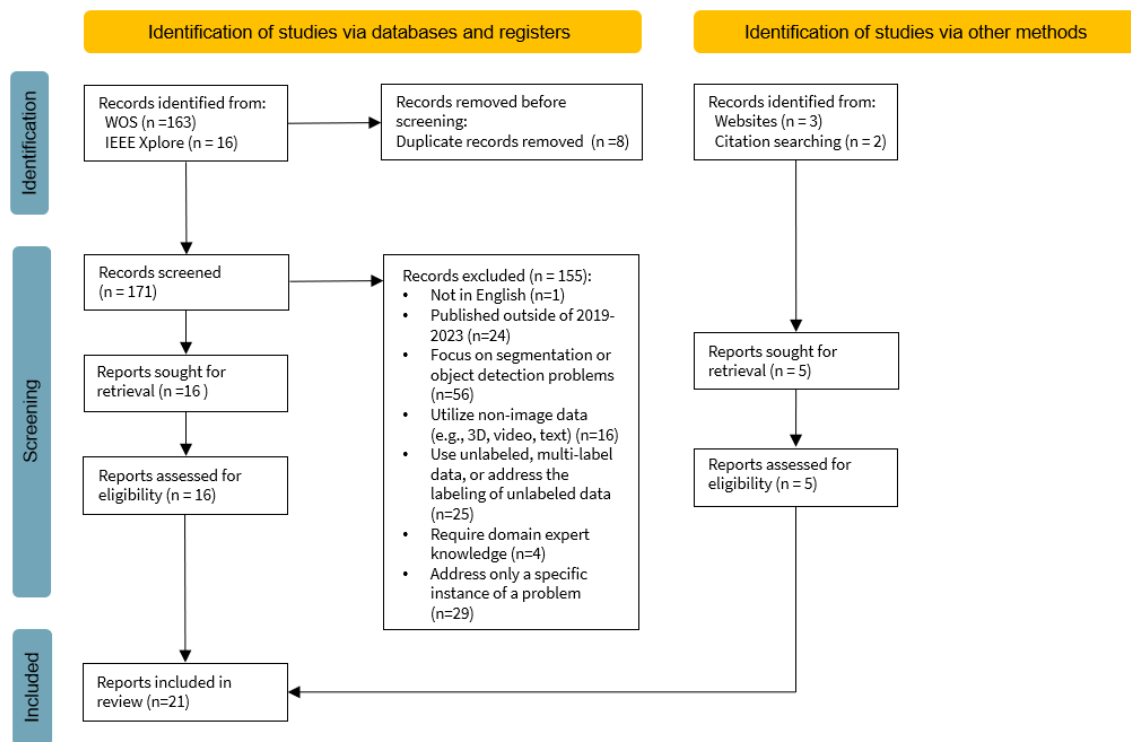 Identification of studies via databases and registers
Identification of studies via other methods
Identification
Records identified from:
WOS (n =163)
IEEE Xplore (n = 16)
Records removed before
screening:
Duplicate records removed (n =8)
Records identified from:
Websites (n = 3)
Citation searching (n = 2)
Screening
Records screened
(n = 171)
Records excluded (n = 155):
• Not in English (n=1)
• Published outside of 2019-
2023 (n=24)
• Focus on segmentation or
object detection problems
(n=56)
• Utilize non-image data
(e.g., 3D, video, text) (n=16)
• Use unlabeled, multi-label
data, or address the
labeling of unlabeled data
(n=25)
• Require domain expert
knowledge (n=4)
• Address only a specific
instance of a problem
(n=29)
Reports sought for
retrieval (n =16 )
Reports sought for
retrieval (n = 5)
Reports assessed for
eligibility (n = 16)
Reports assessed for
eligibility (n = 5)
Included
Reports included in
review (n=21)